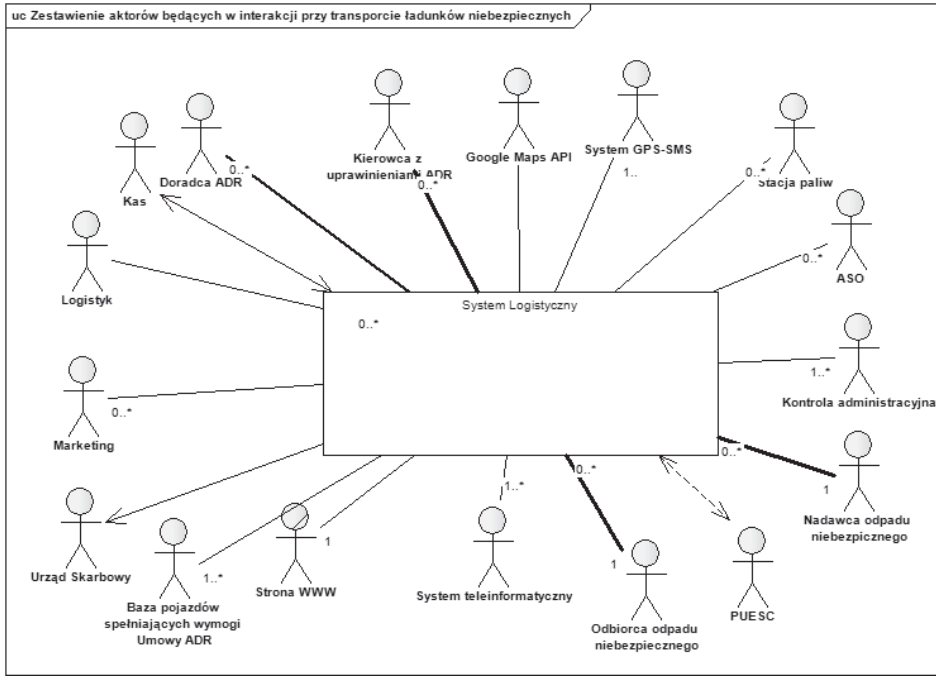 uc Zestawienie aktorów będących w interakcji przy transporcie ładunków niebezpiecznych
Kas
Doradca ADR
0..*
Kierowca z
uprawinieniami ADR
0..*
Google Maps API
System GPS-SMS
1..
Stacja paliw
0..*
ASO
0..*
Logistyk
System Logistyczny
0..*
Kontrola administracyjna
1..*
Marketing
0..*
Nadawca odpadu
niebezpicznego
0..*
1
Urząd Skarbowy
Baza pojazdów
spełniających wymogi
Umowy ADR
1..*
Strona WWW
1
System teleinformatyczny
1..*
Odbiorca odpadu
niebezpiecznego
0..*
1
PUESC